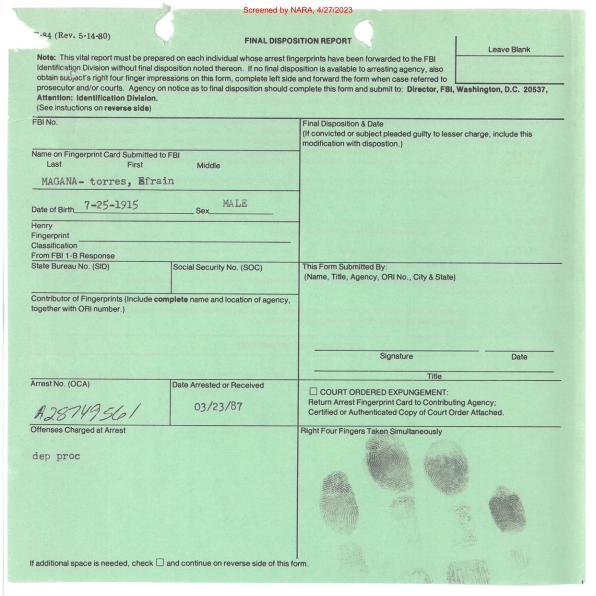 Screened by NARA, 4/27/2023
-84 (Rev. 5-14-80)
FINAL DISPOSITION REPORT
Leave Blank
Note: This vital report must be prepared on each individual whose arrest fingerprints have been forwarded to the FBI
Identification Division without final disposition noted thereon. If no final disposition is available to arresting agency, also
obtain subject's right four finger impressions on this form, complete left side and forward the form when case referred to
prosecutor and/or courts. Agency on notice as to final disposition should complete this form and submit to: Director, FBI, Washington, D.C. 20537,
Attention: Identification Division.
(See instuctions on reverse side)
FBI No.
Final Disposition & Date
(If convicted or subject pleaded guilty to lesser charge, include this
modification with dispostion.)
Name on Fingerprint Card Submitted to FBI
Last First Middle
MAGANA- torres, Efrain
Date of Birth 7-25-1915 Sex MALE
Henry
Fingerprint
Classification
From FBI 1-B Response
State Bureau No. (SID)
Social Security No. (SOC)
This Form Submitted By:
(Name, Title, Agency, ORI No., City & State)
Contributor of Fingerprints (Include complete name and location of agency,
together with ORI number.)
Signature Date
Title
Arrest No. (OCA)
A28749561
Date Arrested or Received
03/23/87
☐ COURT ORDERED EXPUNGEMENT:
Return Arrest Fingerprint Card to Contributing Agency;
Certified or Authenticated Copy of Court Order Attached.
Offenses Charged at Arrest
dep proc
Right Four Fingers Taken Simultaneously
If additional space is needed, check ☐ and continue on reverse side of this form.